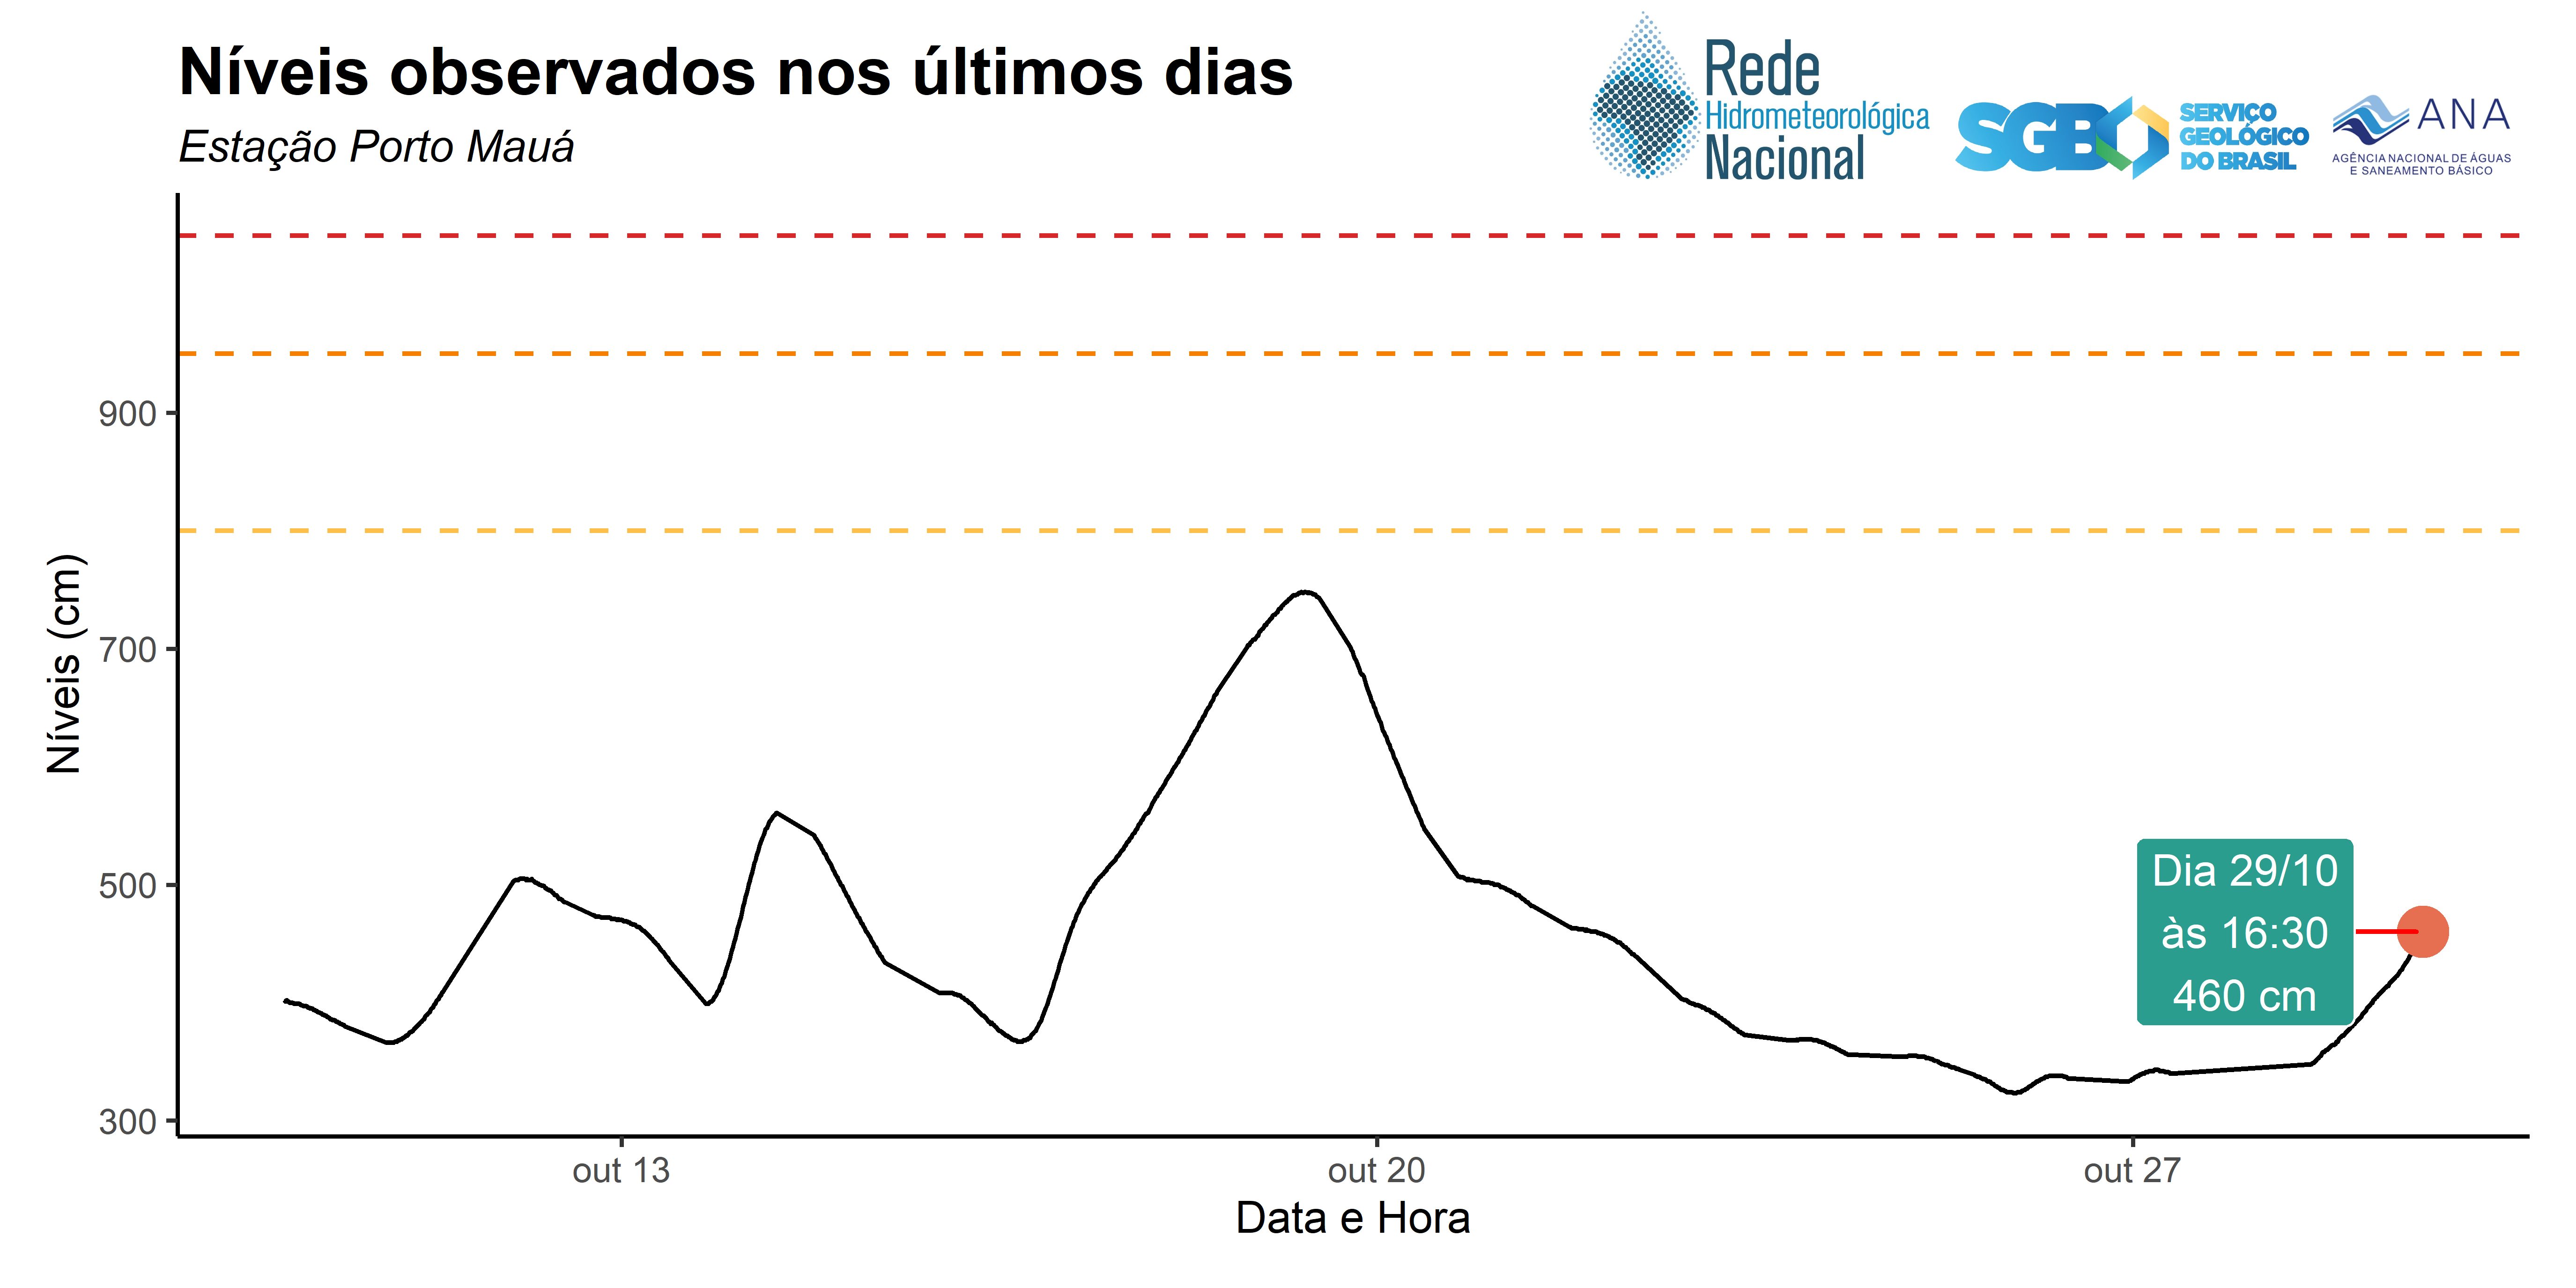 Níveis observados nos últimos dias
Estação Porto Mauá
Rede
Hidrometeorológica
Nacional
SGB
SERVIÇO
GEOLÓGICO
DO BRASIL
ANA
AGÊNCIA NACIONAL DE ÁGUAS
E SANEAMENTO BÁSICO
Níveis (cm)
900
700
500
300
Dia 29/10
às 16:30
460 cm
out 13
out 20
out 27
Data e Hora